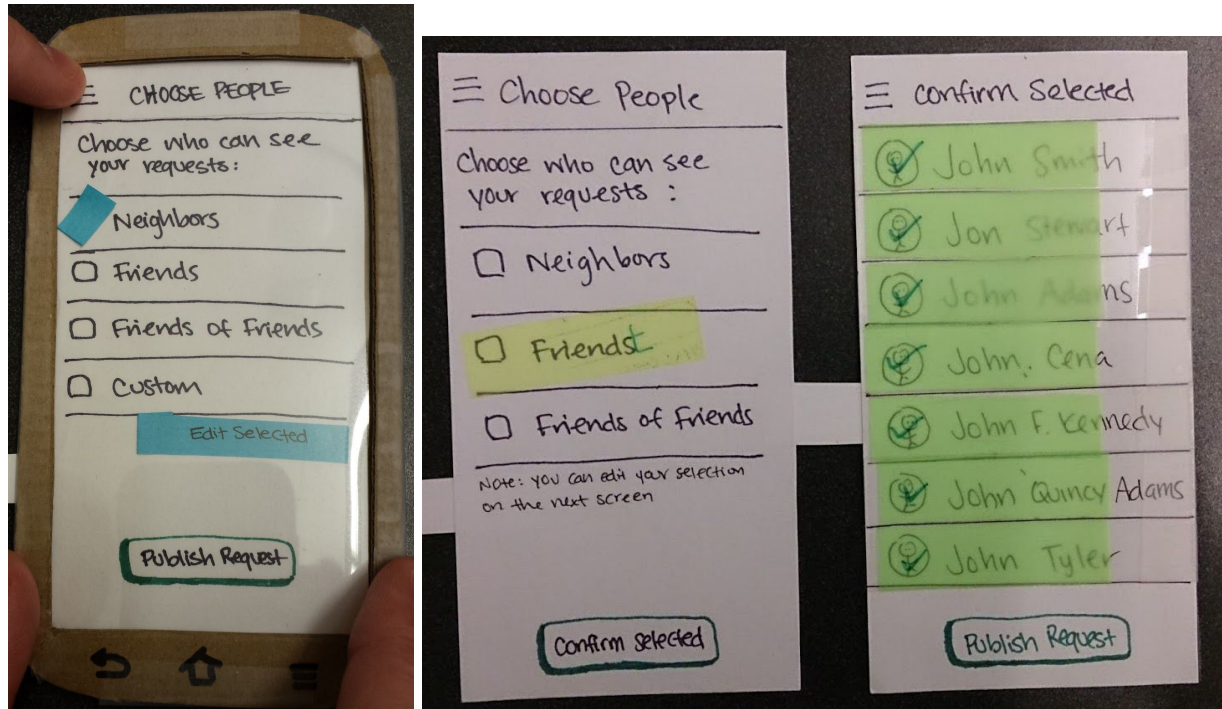 CHOOSE PEOPLE
Choose who can see
your requests:
Neighbors
Friends
Friends of Friends
Custom
Edit Selected
Publish Request
Choose People
Choose who can see
your requests :
Neighbors
Friends
Friends of Friends
Note: you can edit your selection
on the next screen
Confirm Selected
Confirm Selected
John Smith
Jon Stewart
John Adams
John Cena
John F. Kennedy
John Quincy Adams
John Tyler
Publish Request